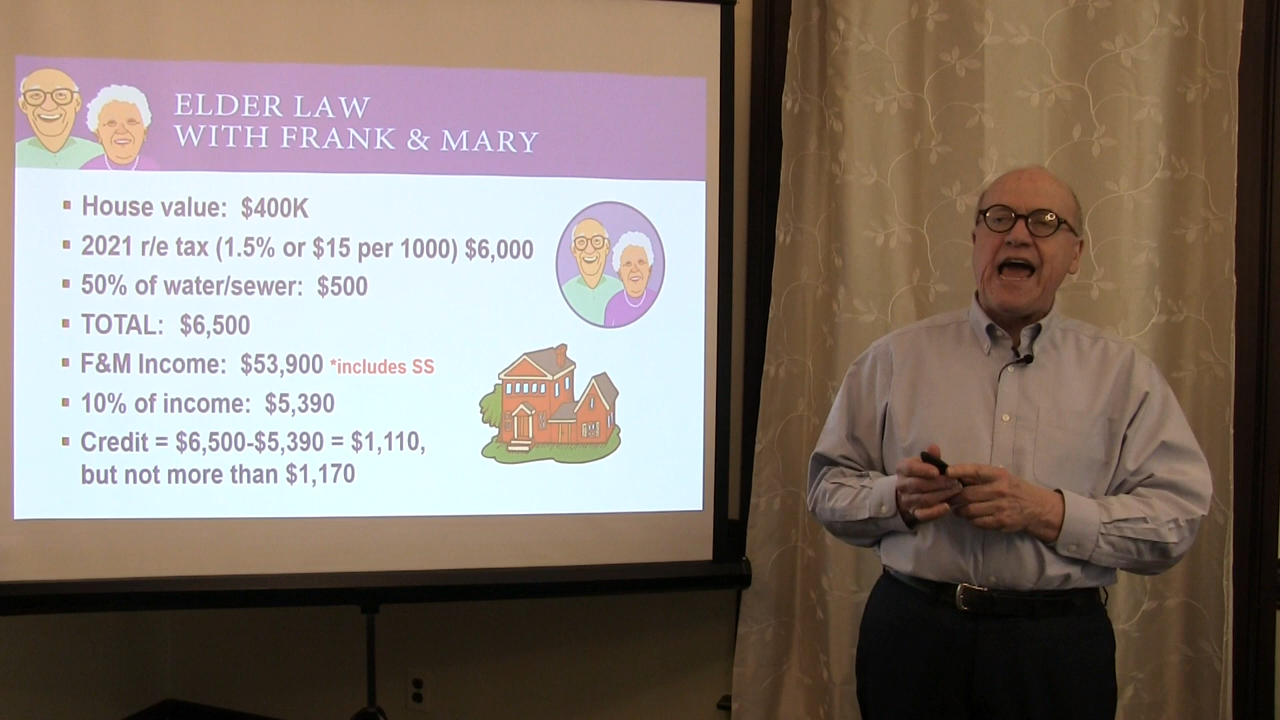 ELDER LAW
WITH FRANK & MARY
▪ House value: $400K
▪ 2021 r/e tax (1.5% or $15 per 1000) $6,000
▪ 50% of water/sewer: $500
▪ TOTAL: $6,500
▪ F&M Income: $53,900 *includes SS
▪ 10% of income: $5,390
▪ Credit = $6,500-$5,390 = $1,110,
but not more than $1,170